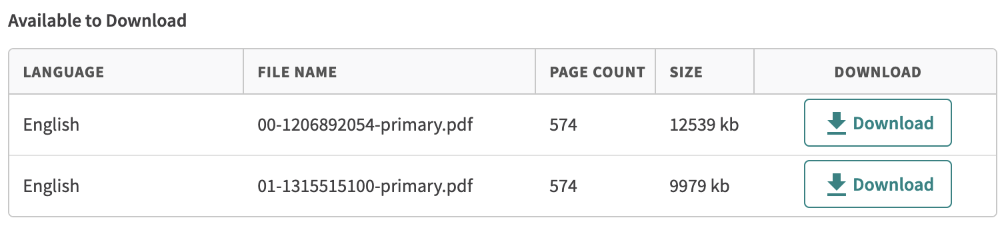 Available to Download
LANGUAGE FILE NAME PAGE COUNT SIZE DOWNLOAD
English 00-1206892054-primary.pdf 574 12539 kb Download
English 01-1315515100-primary.pdf 574 9979 kb Download